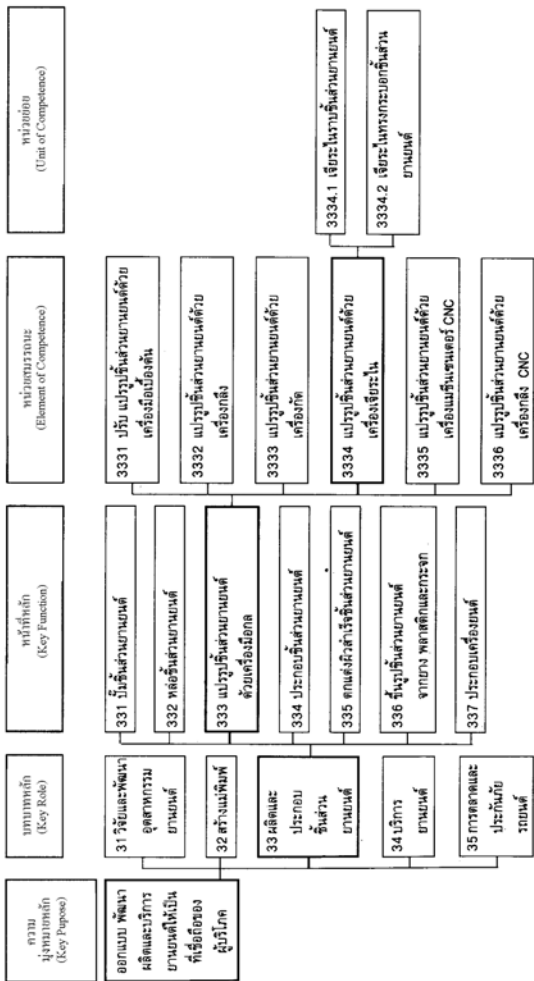 ความ
มุ่งหมายหลัก
(Key Pupose)
ออกแบบ พัฒนา
ผลิตและบริการ
ยานยนต์ให้เป็น
ที่เชื่อถือของ
ผู้บริโภค
บทบาทหลัก
(Key Role)
31 วิจัยและพัฒนา
อุตสาหกรรม
ยานยนต์
32 สร้างแม่พิมพ์
33 ผลิตและ
ประกอบ
ชิ้นส่วน
ยานยนต์
34 บริการ
ยานยนต์
35 การตลาดและ
ประกันภัย
รถยนต์
หน้าที่หลัก
(Key Function)
331 ปั๊มชิ้นส่วนยานยนต์
332 หล่อชิ้นส่วนยานยนต์
333 แปรรูปชิ้นส่วนยานยนต์
ด้วยเครื่องมือกล
334 ประกอบชิ้นส่วนยานยนต์
335 ตกแต่งผิวสำเร็จชิ้นส่วนยานยนต์
336 ขึ้นรูปชิ้นส่วนยานยนต์
จากยาง พลาสติกและกระจก
337 ประกอบเครื่องยนต์
หน่วยสมรรถนะ
(Element of Competence)
3331 ปรับ แปรรูปชิ้นส่วนยานยนต์ด้วย
เครื่องมือเบื้องต้น
3332 แปรรูปชิ้นส่วนยานยนต์ด้วย
เครื่องกลึง
3333 แปรรูปชิ้นส่วนยานยนต์ด้วย
เครื่องกัด
3334 แปรรูปชิ้นส่วนยานยนต์ด้วย
เครื่องเจียระไน
3335 แปรรูปชิ้นส่วนยานยนต์ด้วย
เครื่องแมชีนเซนเตอร์ CNC
3336 แปรรูปชิ้นส่วนยานยนต์ด้วย
เครื่องกลึง CNC
หน่วยย่อย
(Unit of Competence)
3334.1 เจียระไนราบชิ้นส่วนยานยนต์
3334.2 เจียระไนทรงกระบอกชิ้นส่วน
ยานยนต์